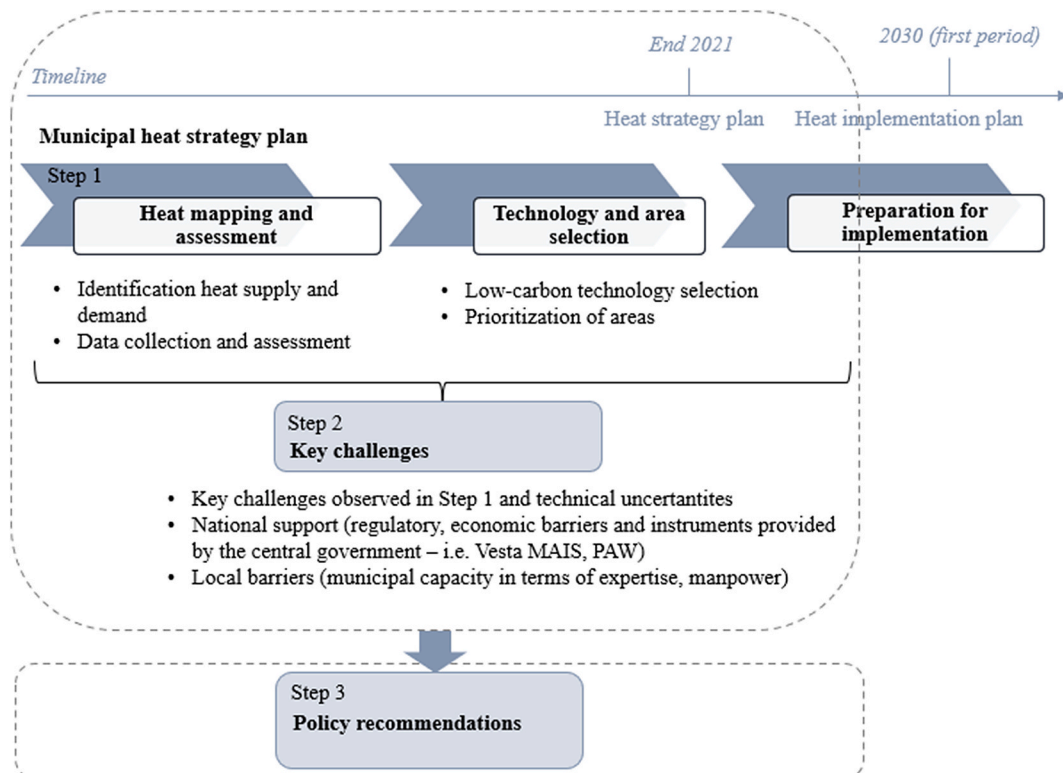 End 2021
2030 (first period)
Timeline
Heat strategy plan
Heat implementation plan
Municipal heat strategy plan
Step 1
Heat mapping and
assessment
Technology and area
selection
Preparation for
implementation
• Identification heat supply and
demand
• Data collection and assessment
• Low-carbon technology selection
• Prioritization of areas
Step 2
Key challenges
• Key challenges observed in Step 1 and technical uncertantites
• National support (regulatory, economic barriers and instruments provided
by the central government – i.e. Vesta MAIS, PAW)
• Local barriers (municipal capacity in terms of expertise, manpower)
Step 3
Policy recommendations